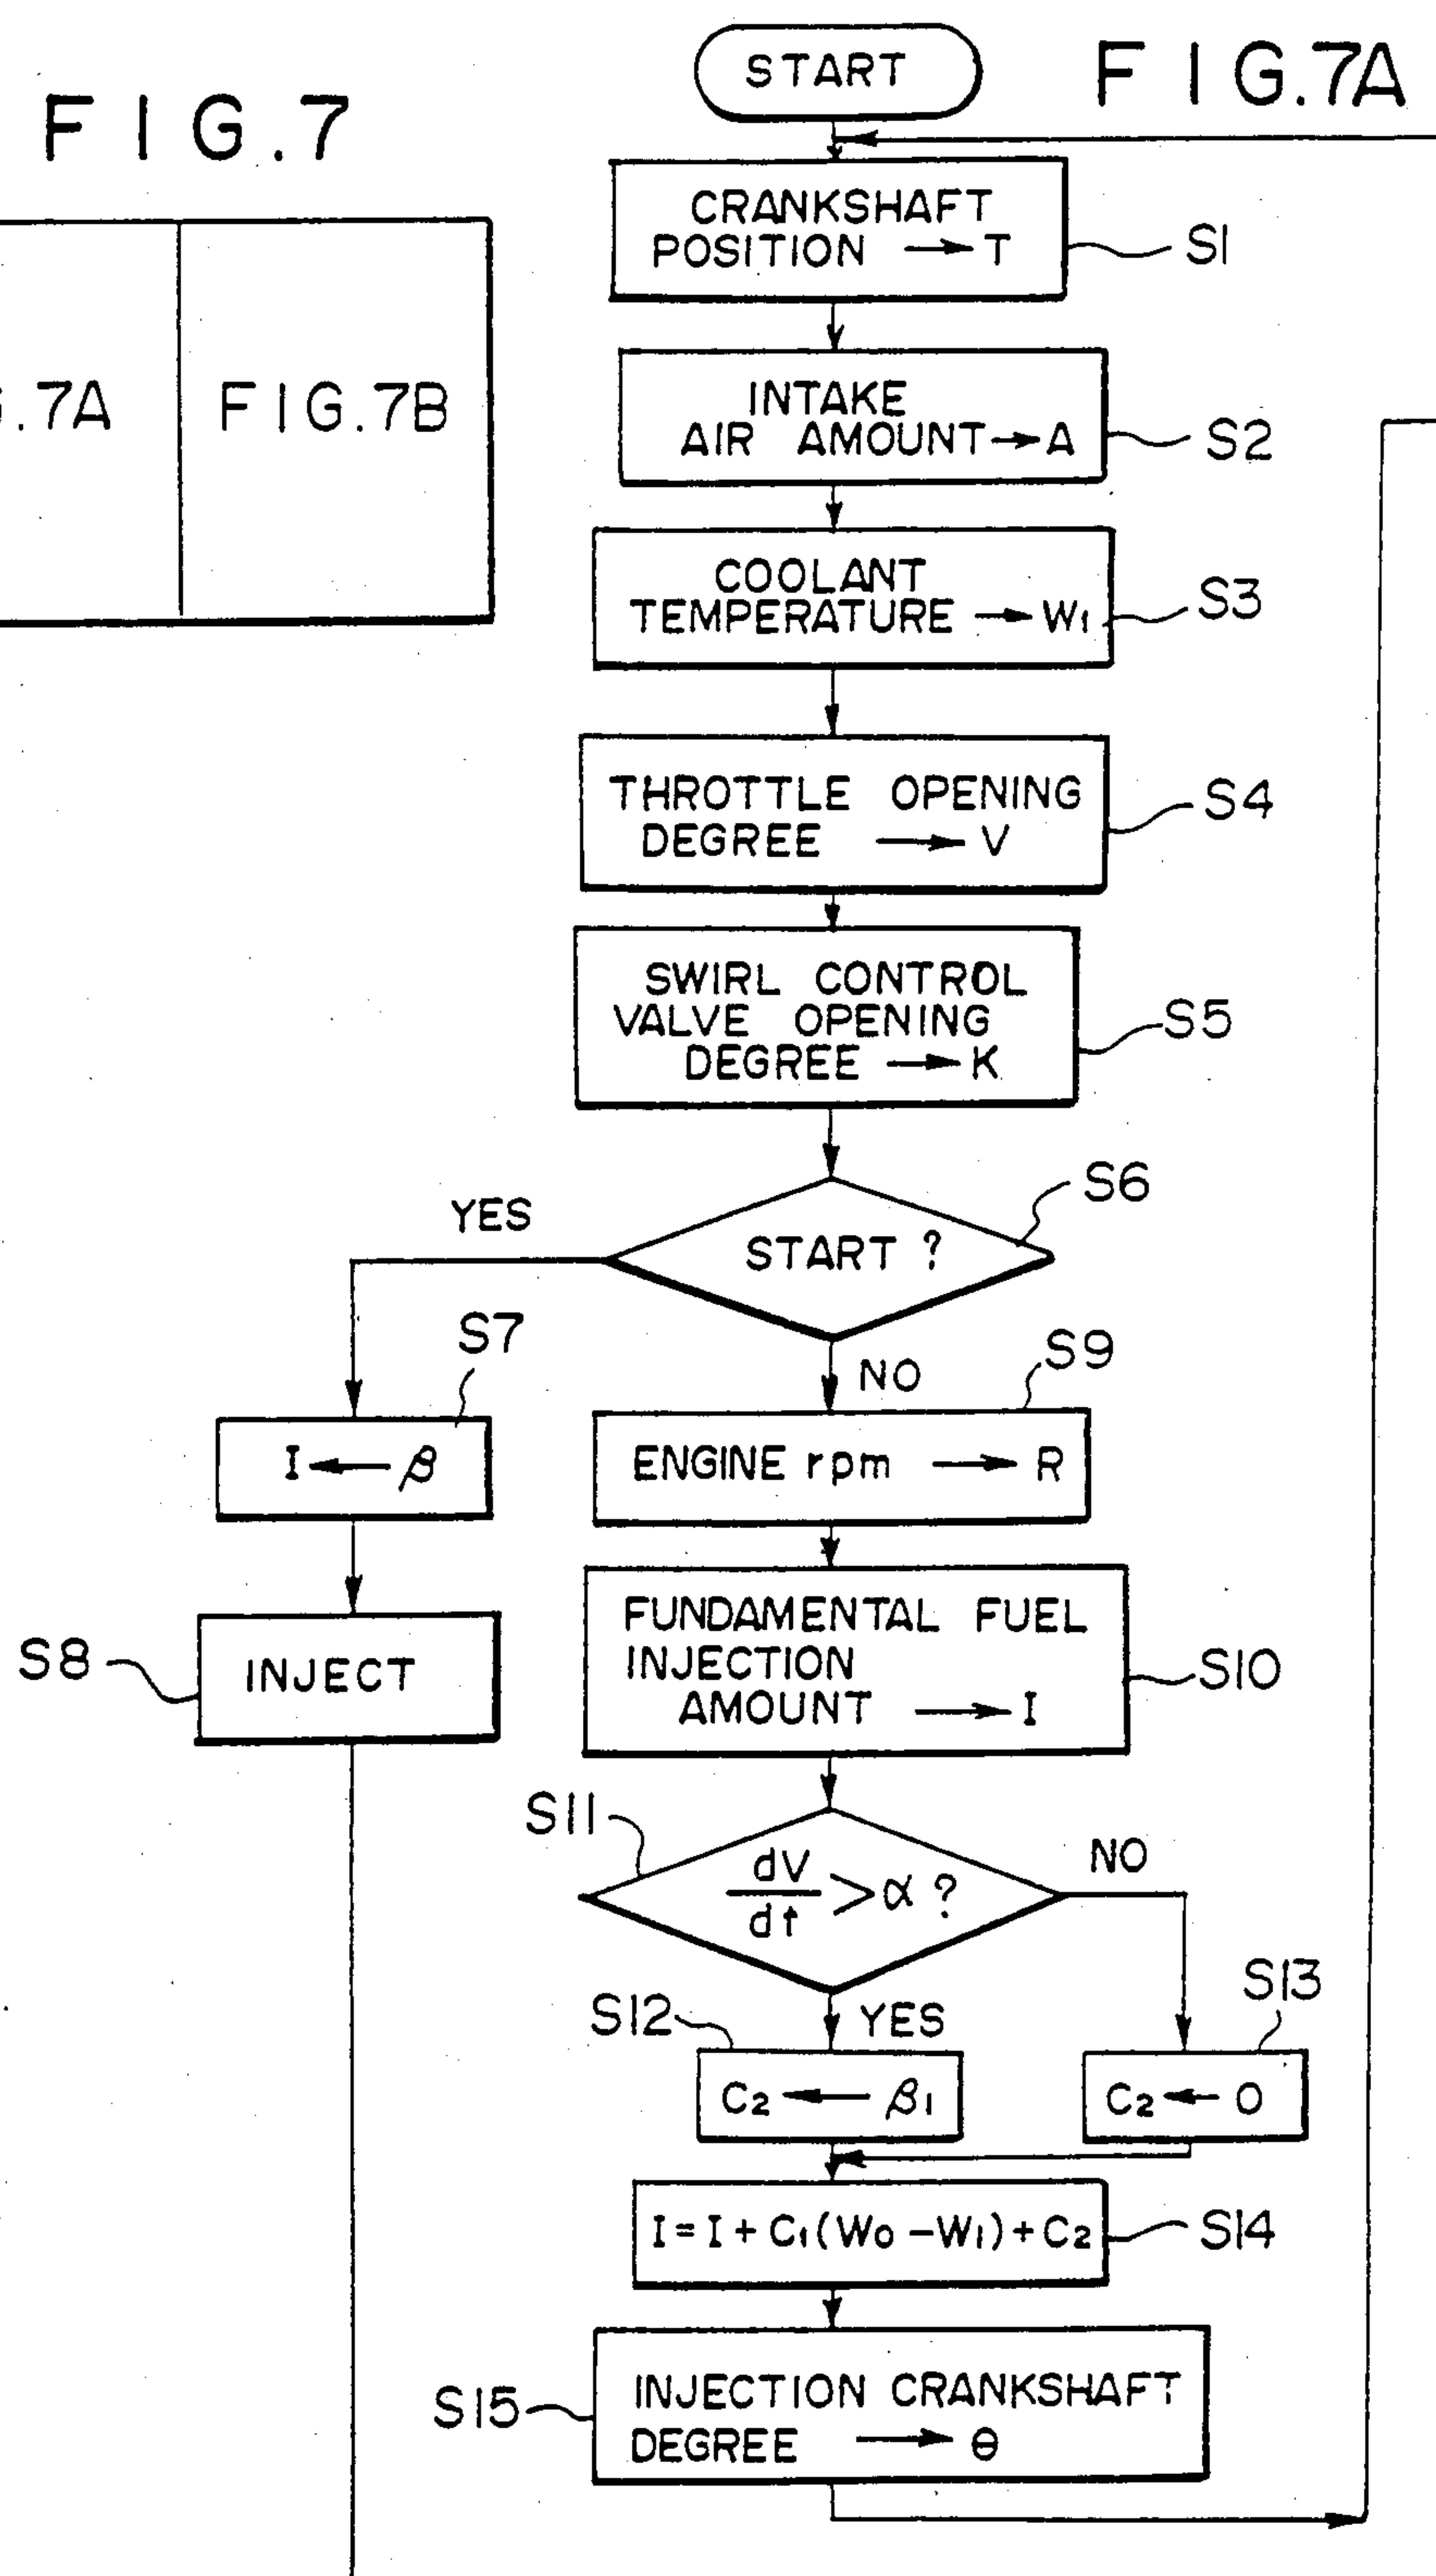 FIG.7
G.7A
FIG.7B
FIG.7A
START
CRANKSHAFT
POSITION → T
S1
INTAKE
AIR AMOUNT → A
S2
COOLANT
TEMPERATURE → W₁
S3
THROTTLE OPENING
DEGREE → V
S4
SWIRL CONTROL
VALVE OPENING
DEGREE → K
S5
START ?
S6
YES
NO
S7
I ← β
S8
INJECT
S9
ENGINE rpm → R
FUNDAMENTAL FUEL
INJECTION
AMOUNT → I
S10
S11
dV
dt
> α ?
NO
YES
S12
C₂ ← β₁
S13
C₂ ← 0
I = I + C₁(W₀ - W₁) + C₂
S14
S15
INJECTION CRANKSHAFT
DEGREE → θ